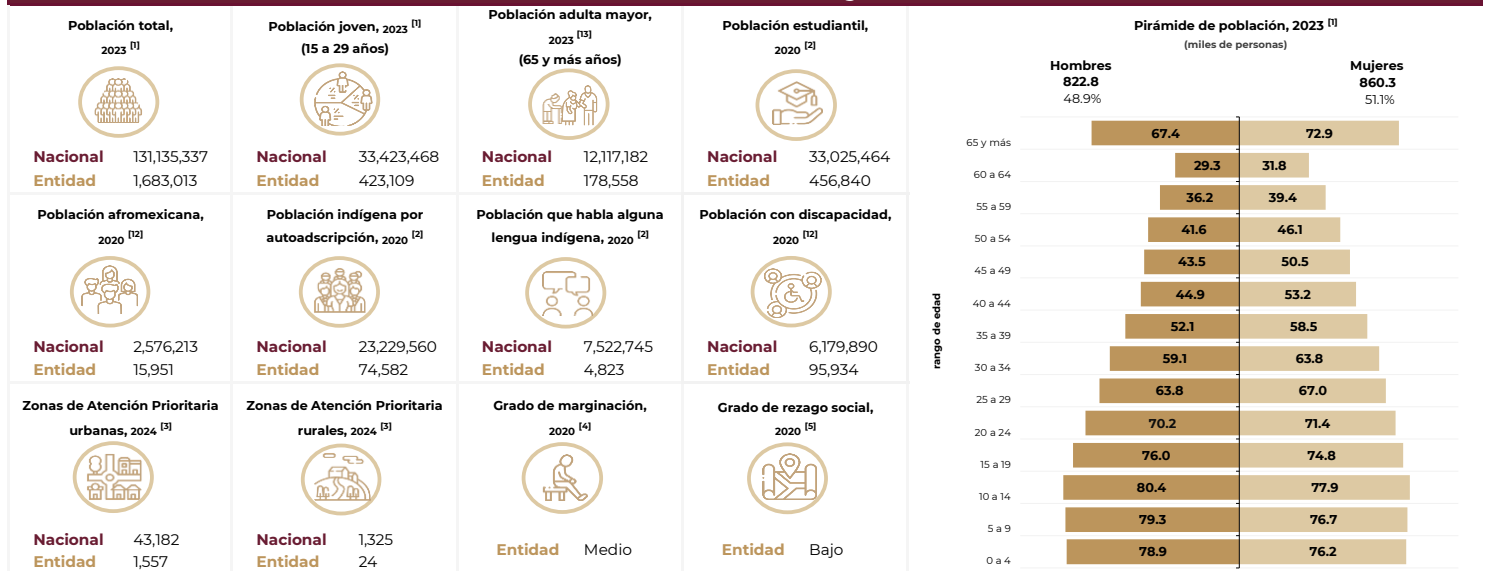 Población total,
2023 [1]
Nacional 131,135,337
Entidad 1,683,013
Población joven, 2023 [1]
(15 a 29 años)
Nacional 33,423,468
Entidad 423,109
Población adulta mayor,
2023 [13]
(65 y más años)
Nacional 12,117,182
Entidad 178,558
Población estudiantil,
2020 [2]
Nacional 33,025,464
Entidad 456,840
Población afromexicana,
2020 [12]
Nacional 2,576,213
Entidad 15,951
Población indígena por
autoadscripción, 2020 [2]
Nacional 23,229,560
Entidad 74,582
Población que habla alguna
lengua indígena, 2020 [2]
Nacional 7,522,745
Entidad 4,823
Población con discapacidad,
2020 [12]
Nacional 6,179,890
Entidad 95,934
Zonas de Atención Prioritaria
urbanas, 2024 [3]
Nacional 43,182
Entidad 1,557
Zonas de Atención Prioritaria
rurales, 2024 [3]
Nacional 1,325
Entidad 24
Grado de marginación,
2020 [4]
Entidad Medio
Grado de rezago social,
2020 [5]
Entidad Bajo
Pirámide de población, 2023 [1]
(miles de personas)
Hombres
822.8
48.9%
Mujeres
860.3
51.1%
rango de edad
65 y más 67.4 72.9
60 a 64 29.3 31.8
55 a 59 36.2 39.4
50 a 54 41.6 46.1
45 a 49 43.5 50.5
40 a 44 44.9 53.2
35 a 39 52.1 58.5
30 a 34 59.1 63.8
25 a 29 63.8 67.0
20 a 24 70.2 71.4
15 a 19 76.0 74.8
10 a 14 80.4 77.9
5 a 9 79.3 76.7
0 a 4 78.9 76.2